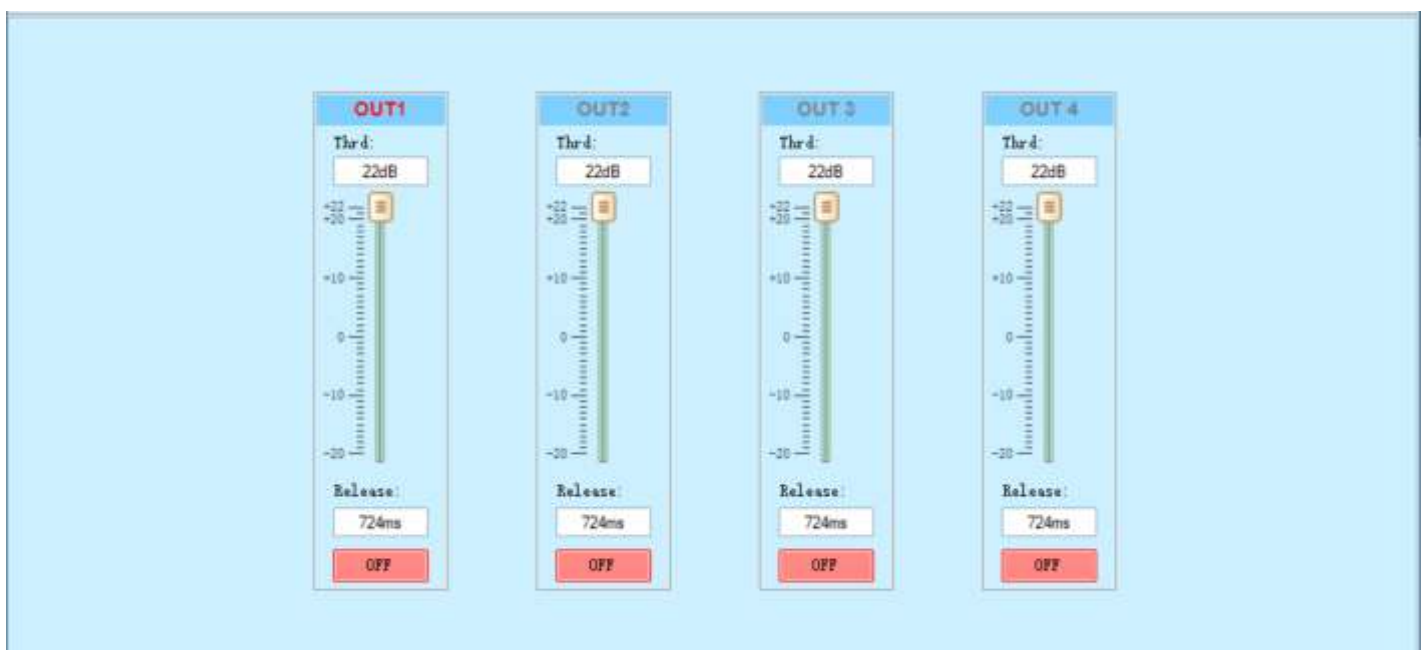 OUT1
Thrd:
22dB
+22
+20
+10
0
-10
-20
Release:
724ms
OFF
OUT2
Thrd:
22dB
+22
+20
+10
0
-10
-20
Release:
724ms
OFF
OUT 3
Thrd:
22dB
+22
+20
+10
0
-10
-20
Release:
724ms
OFF
OUT 4
Thrd:
22dB
+22
+20
+10
0
-10
-20
Release:
724ms
OFF